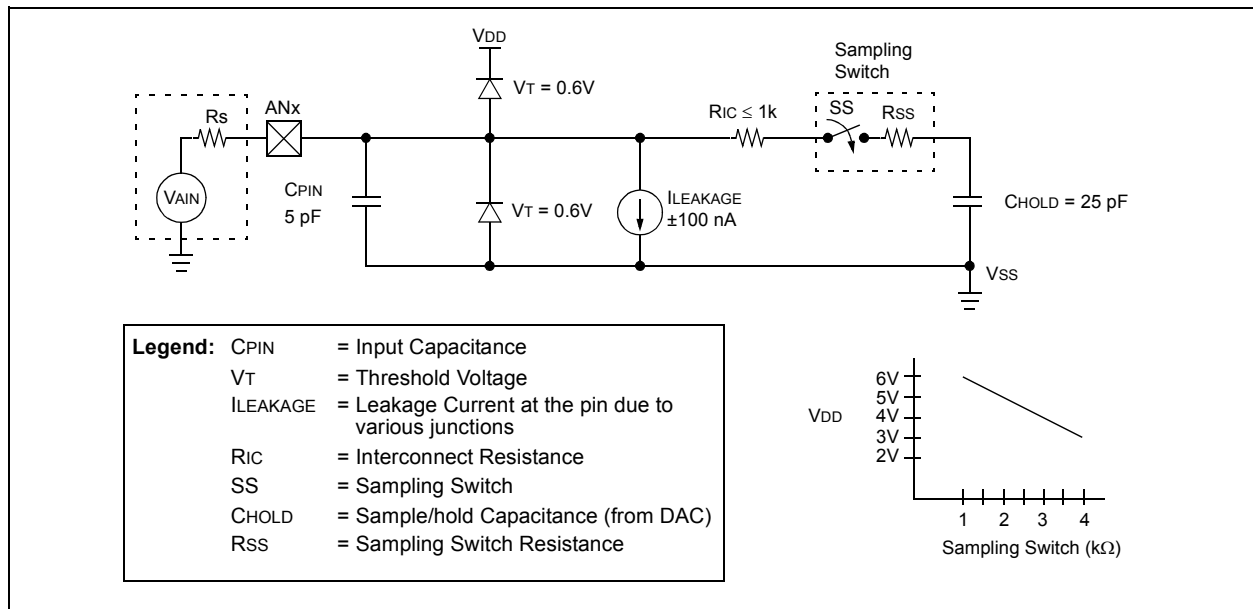 VDD
Sampling
Switch
VT = 0.6V
ANx
Rs
RIC ≤ 1k
SS
RSS
VAIN
CPIN
5 pF
VT = 0.6V
ILEAKAGE
±100 nA
CHOLD = 25 pF
VSS
Legend: CPIN = Input Capacitance
VT = Threshold Voltage
ILEAKAGE = Leakage Current at the pin due to
various junctions
RIC = Interconnect Resistance
SS = Sampling Switch
CHOLD = Sample/hold Capacitance (from DAC)
RSS = Sampling Switch Resistance
6V
5V
VDD
4V
3V
2V
1 2 3 4
Sampling Switch (kΩ)